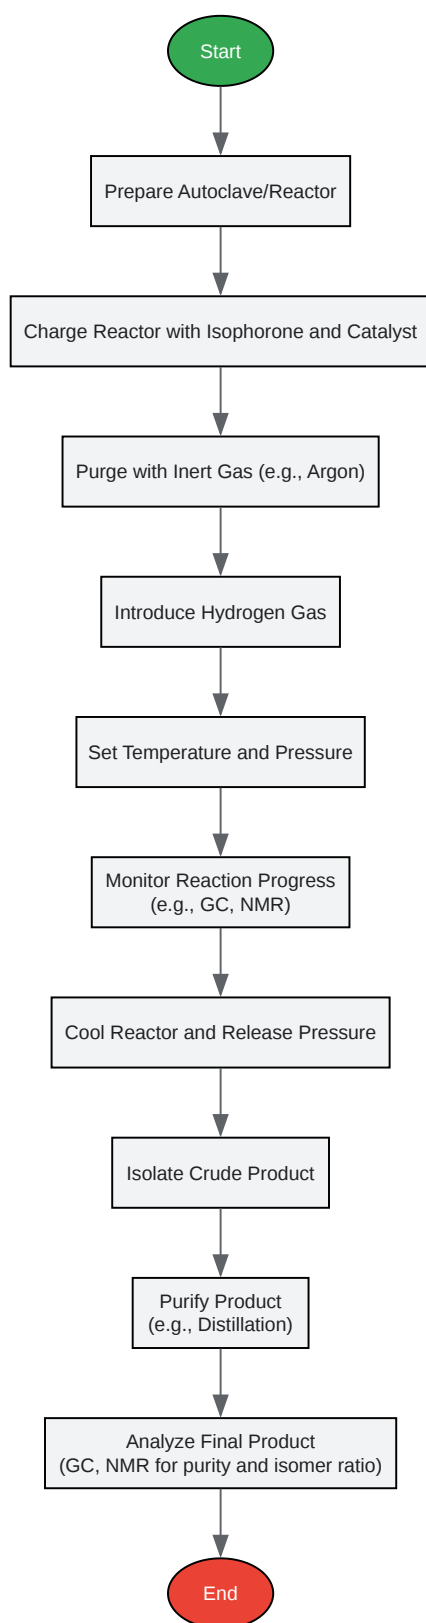 Start
Prepare Autoclave/Reactor
Charge Reactor with Isophorone and Catalyst
Purge with Inert Gas (e.g., Argon)
Introduce Hydrogen Gas
Set Temperature and Pressure
Monitor Reaction Progress
(e.g., GC, NMR)
Cool Reactor and Release Pressure
Isolate Crude Product
Purify Product
(e.g., Distillation)
Analyze Final Product
(GC, NMR for purity and isomer ratio)
End